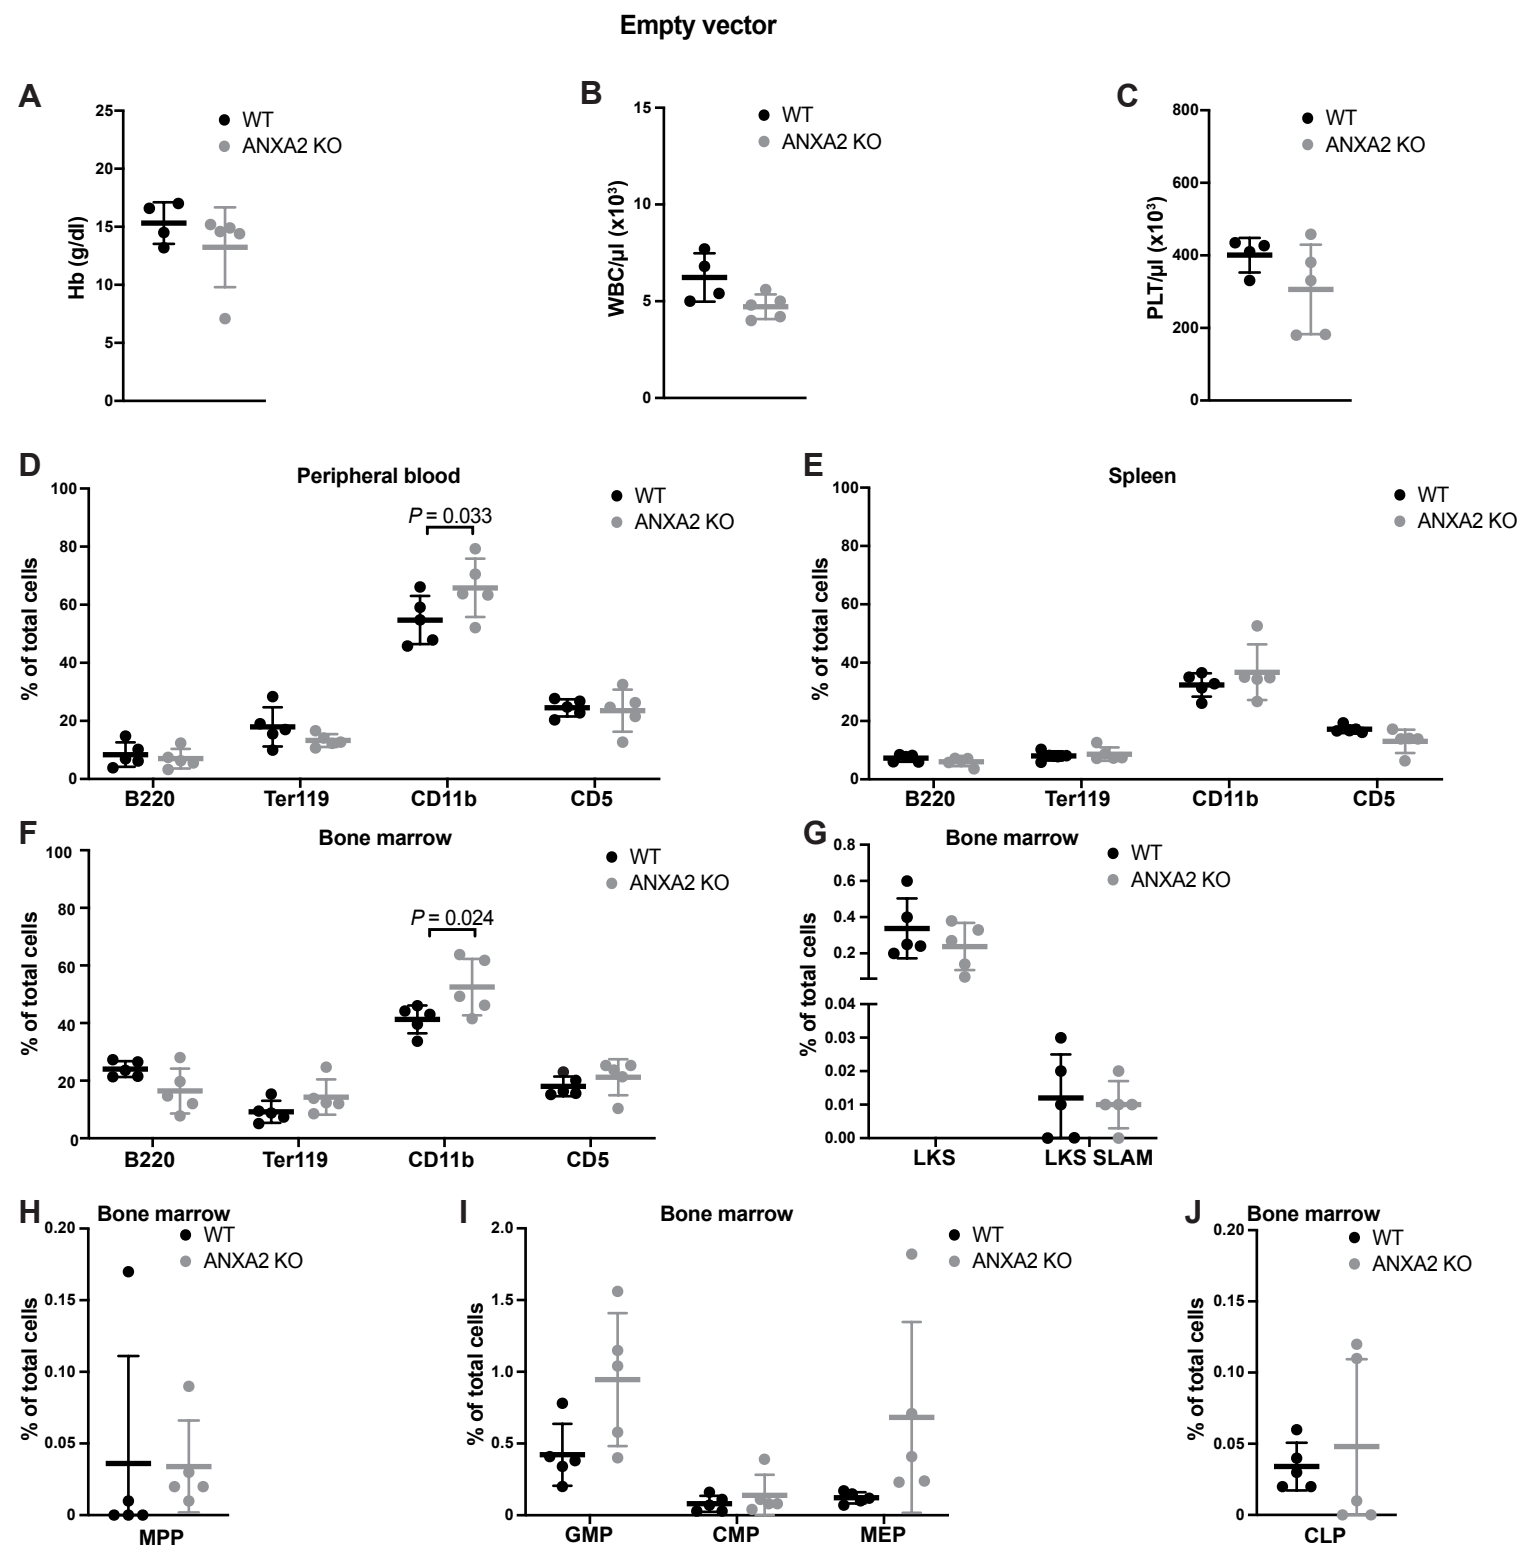 Empty vector
A
25
20
15
10
5
0
Hb (g/dl)
WT
ANXA2 KO
B
15
10
5
0
WBC/µl (x10³)
WT
ANXA2 KO
C
800
600
400
200
0
PLT/µl (x10³)
WT
ANXA2 KO
D
Peripheral blood
100
80
60
40
20
0
% of total cells
P = 0.033
WT
ANXA2 KO
B220
Ter119
CD11b
CD5
E
Spleen
100
80
60
40
20
0
% of total cells
WT
ANXA2 KO
B220
Ter119
CD11b
CD5
F
Bone marrow
100
80
60
40
20
0
% of total cells
P = 0.024
WT
ANXA2 KO
B220
Ter119
CD11b
CD5
G
Bone marrow
0.8
0.6
0.4
0.2
0.04
0.03
0.02
0.01
0.00
% of total cells
WT
ANXA2 KO
LKS
LKS SLAM
H
Bone marrow
0.20
0.15
0.10
0.05
0
% of total cells
WT
ANXA2 KO
MPP
I
Bone marrow
2.0
1.5
1.0
0.5
0
% of total cells
WT
ANXA2 KO
GMP
CMP
MEP
J
Bone marrow
0.20
0.15
0.10
0.05
0
% of total cells
WT
ANXA2 KO
CLP